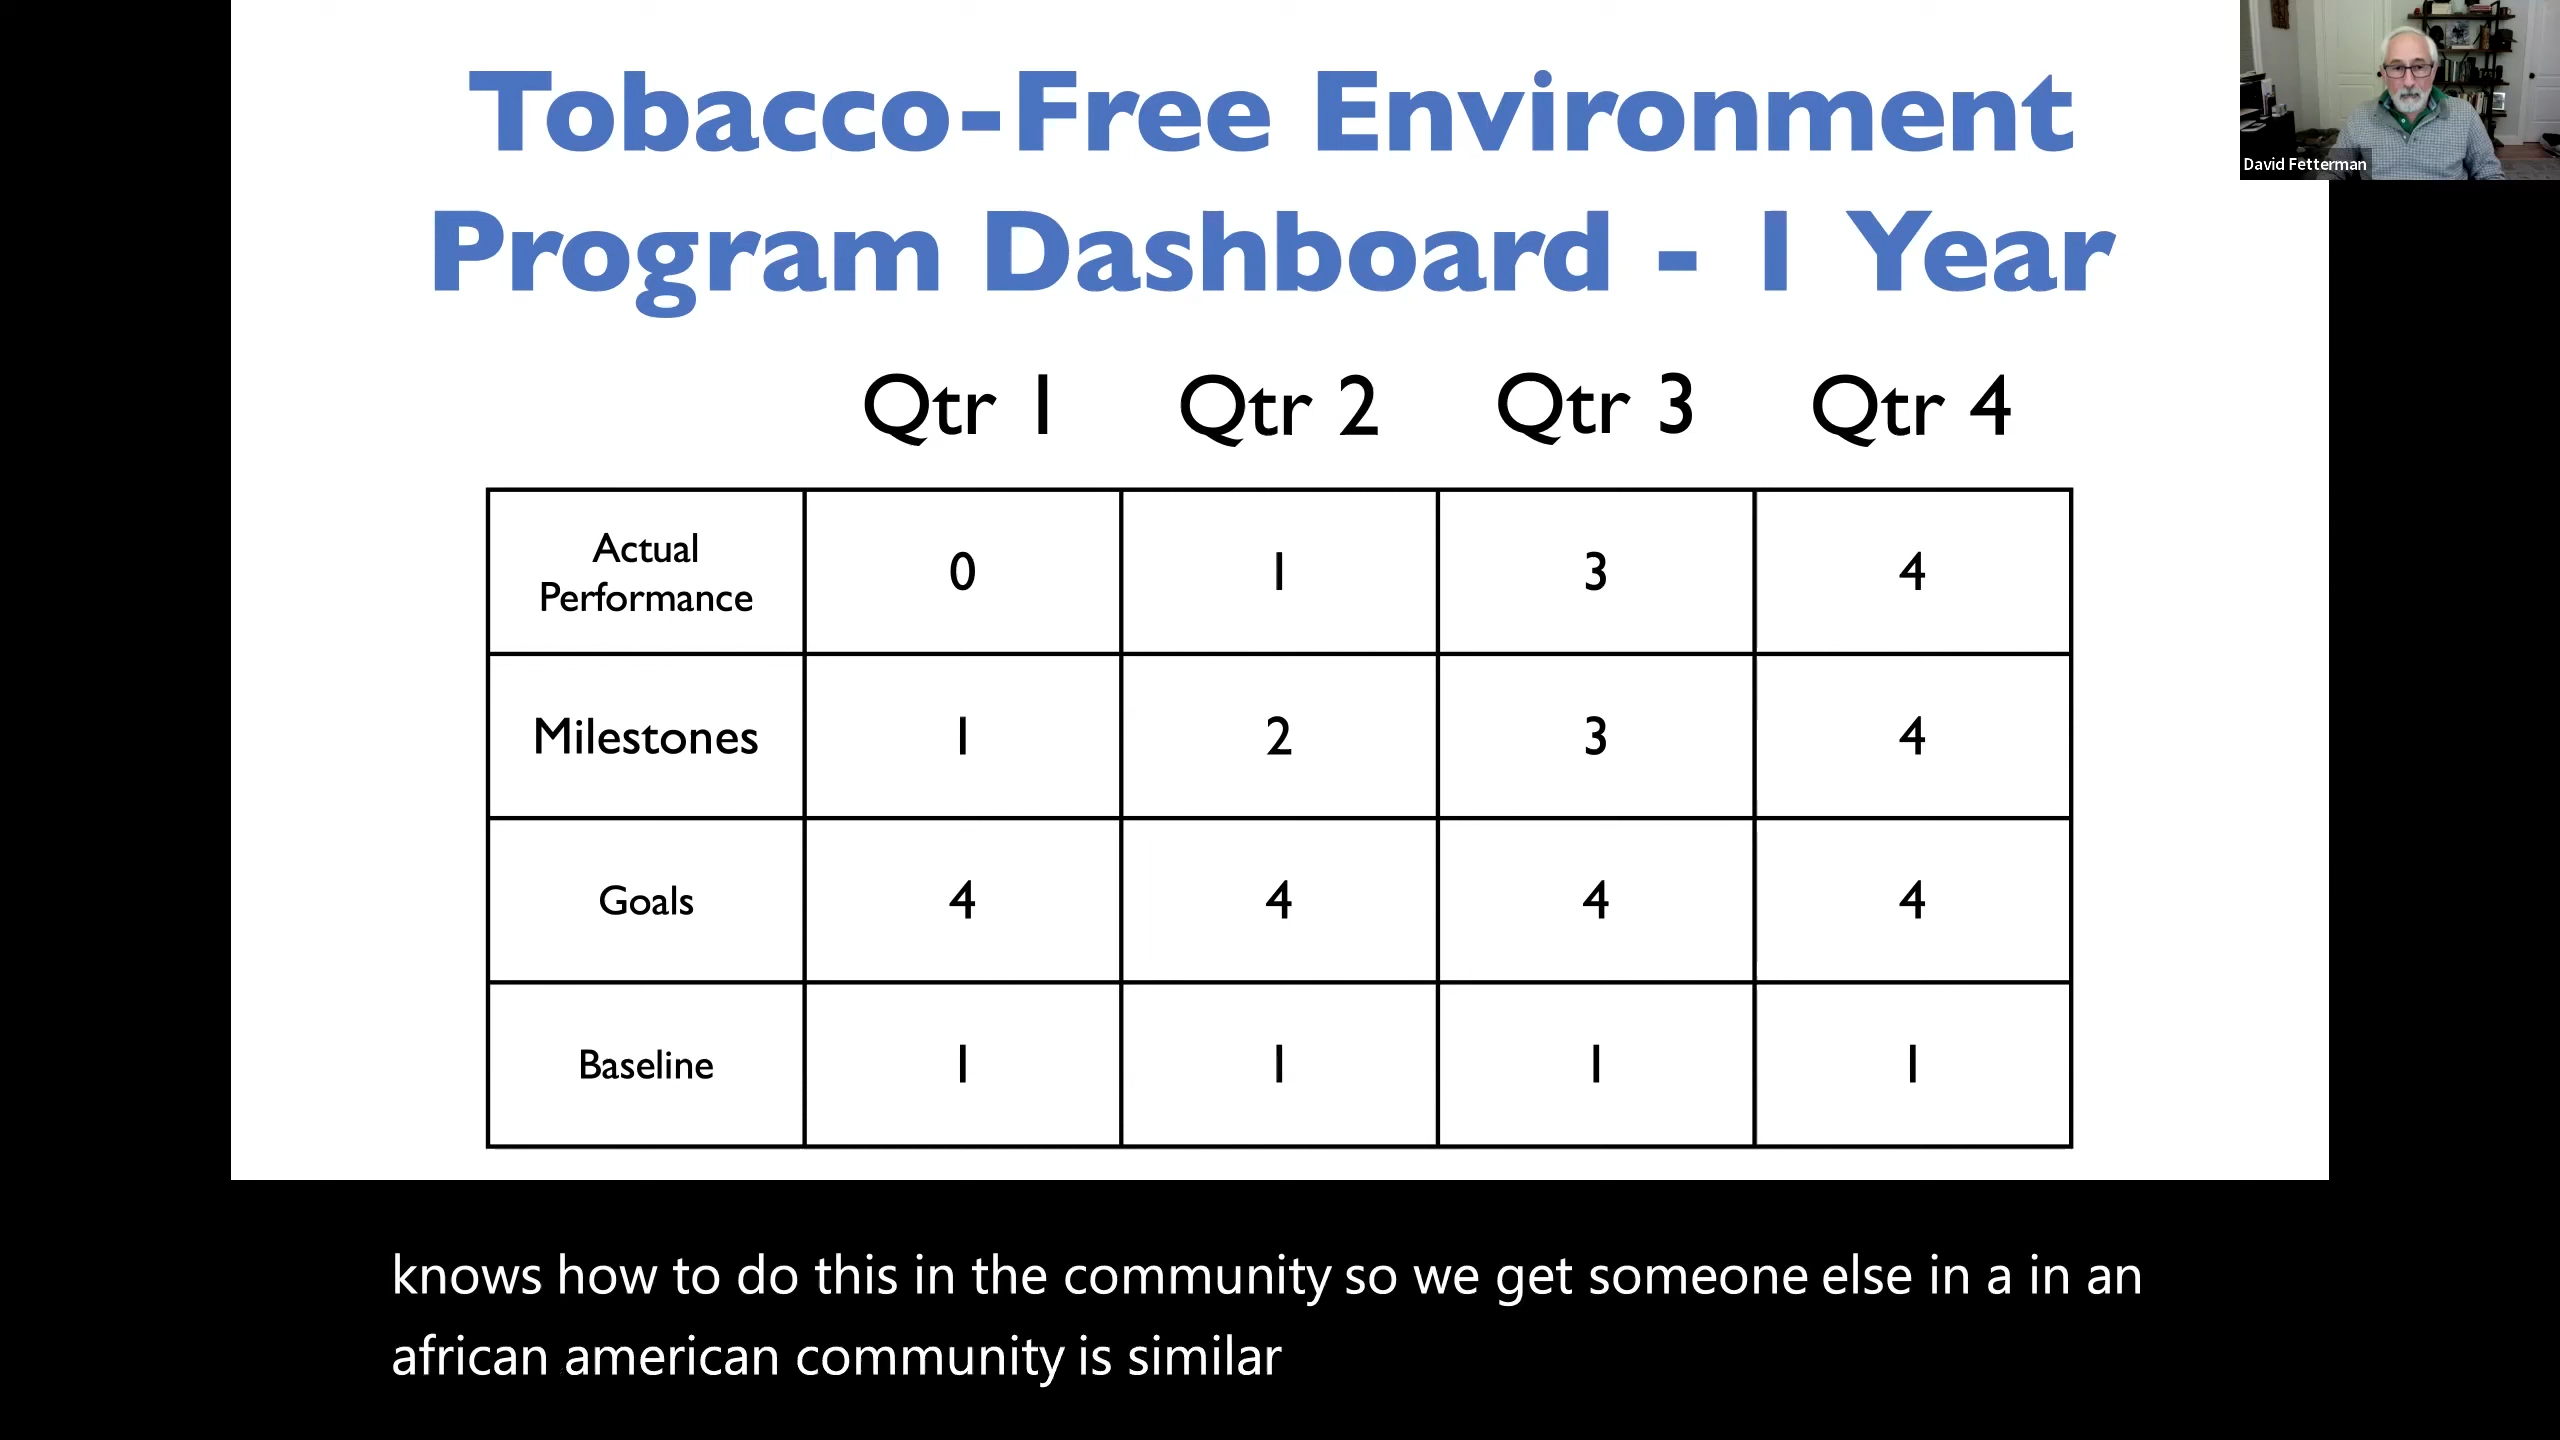 Tobacco-Free Environment
Program Dashboard - 1 Year
David Fetterman
Qtr 1 Qtr 2 Qtr 3 Qtr 4
Actual
Performance 0 1 3 4
Milestones 1 2 3 4
Goals 4 4 4 4
Baseline 1 1 1 1
knows how to do this in the community so we get someone else in a in an
african american community is similar